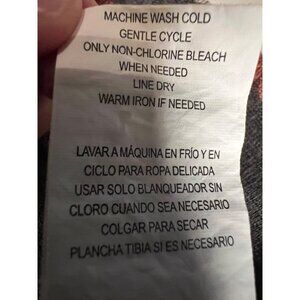 MACHINE WASH COLD
GENTLE CYCLE
ONLY NON-CHLORINE BLEACH
WHEN NEEDED
LINE DRY
WARM IRON IF NEEDED
LAVAR A MÁQUINA EN FRÍO Y EN
CICLO PARA ROPA DELICADA
USAR SOLO BLANQUEADOR SIN
CLORO CUANDO SEA NECESARIO
COLGAR PARA SECAR
PLANCHA TIBIA SI ES NECESARIO